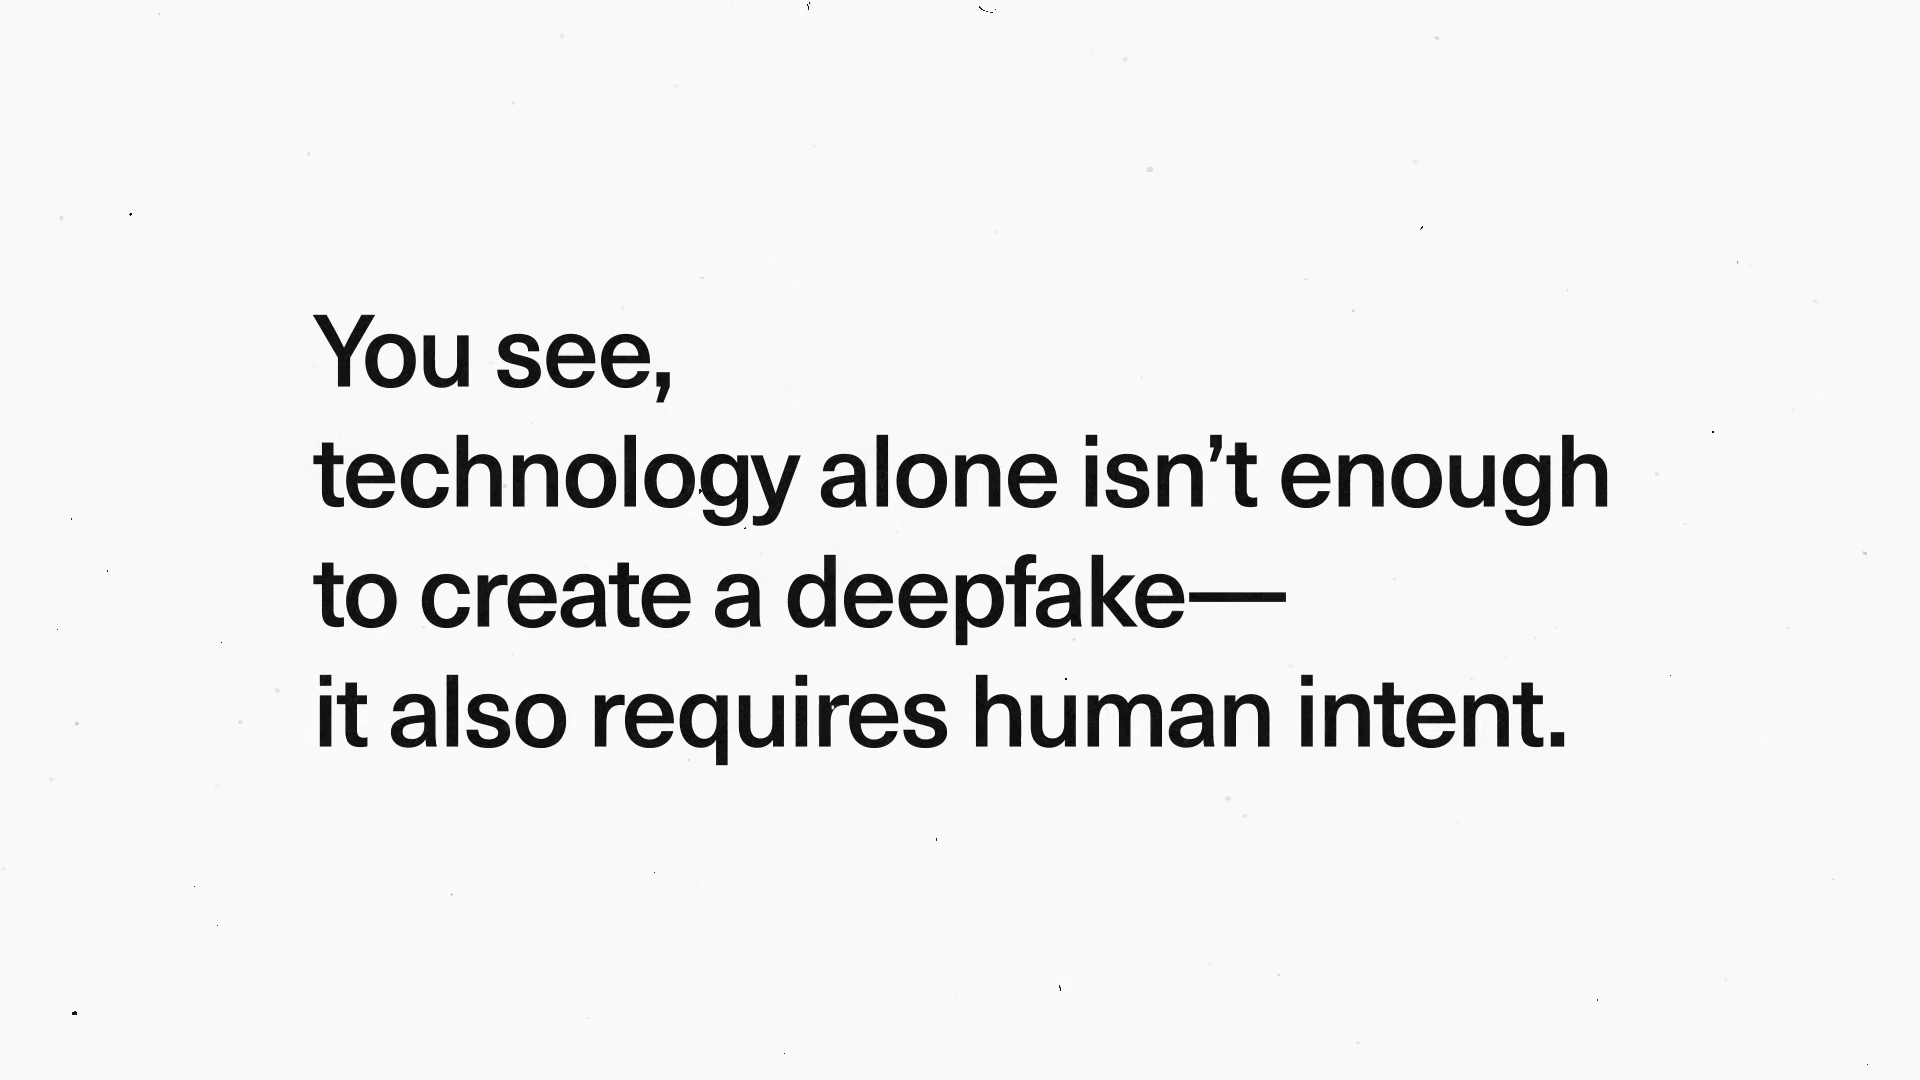 You see,
technology alone isn’t enough
to create a deepfake—
it also requires human intent.